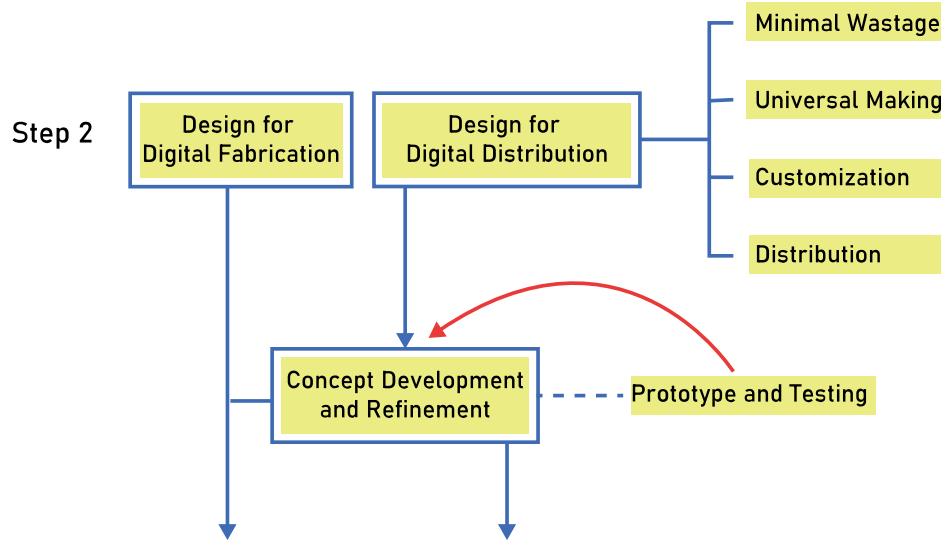 Step 2
Design for
Digital Fabrication
Design for
Digital Distribution
Minimal Wastage
Universal Making
Customization
Distribution
Concept Development
and Refinement
Prototype and Testing